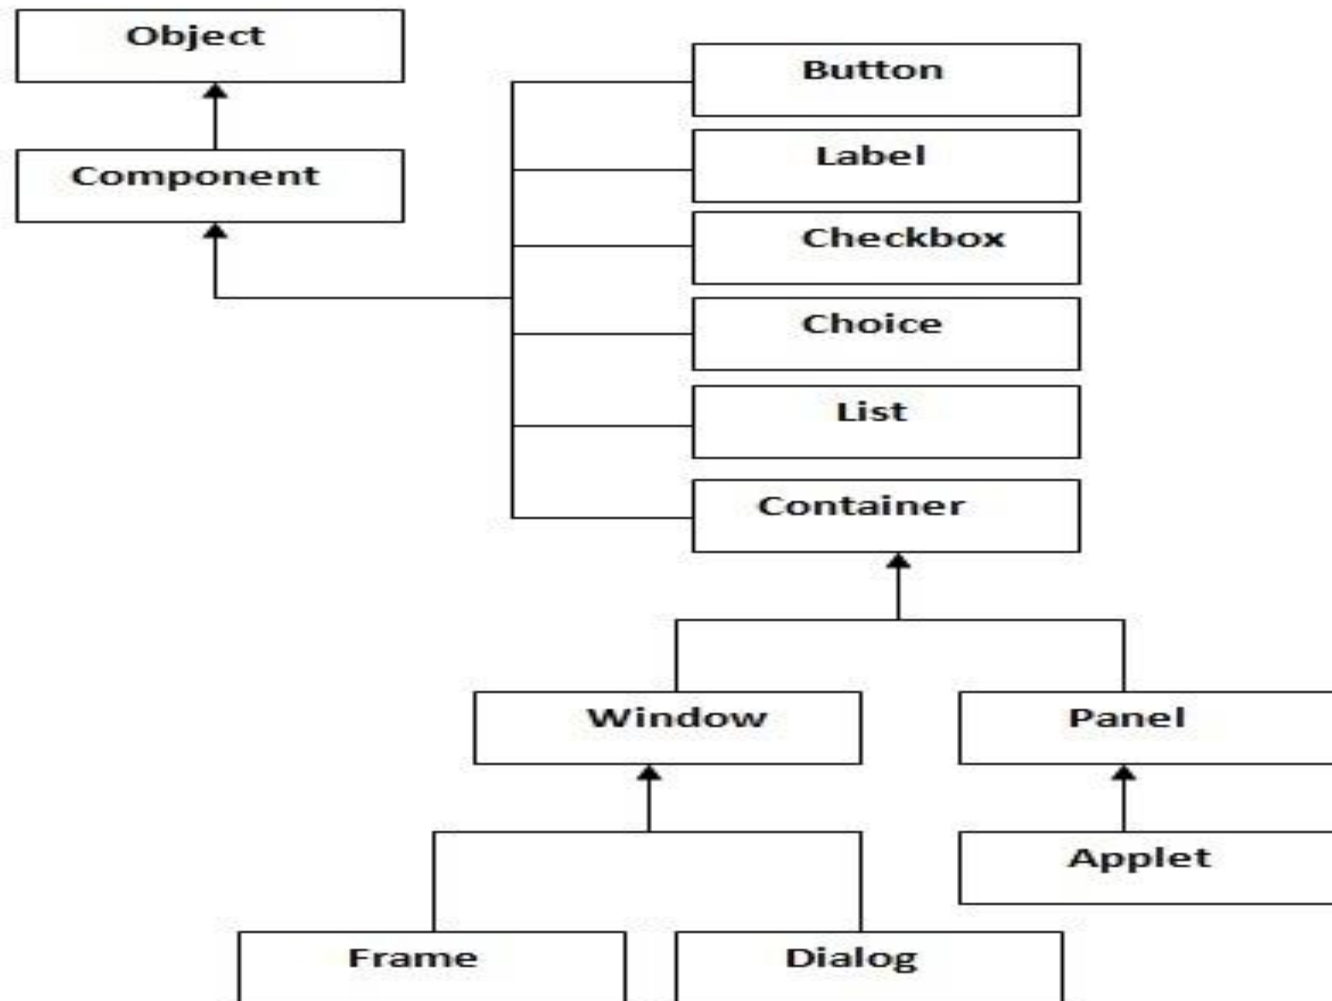 Object
Component
Button
Label
Checkbox
Choice
List
Container
Window
Panel
Applet
Frame
Dialog